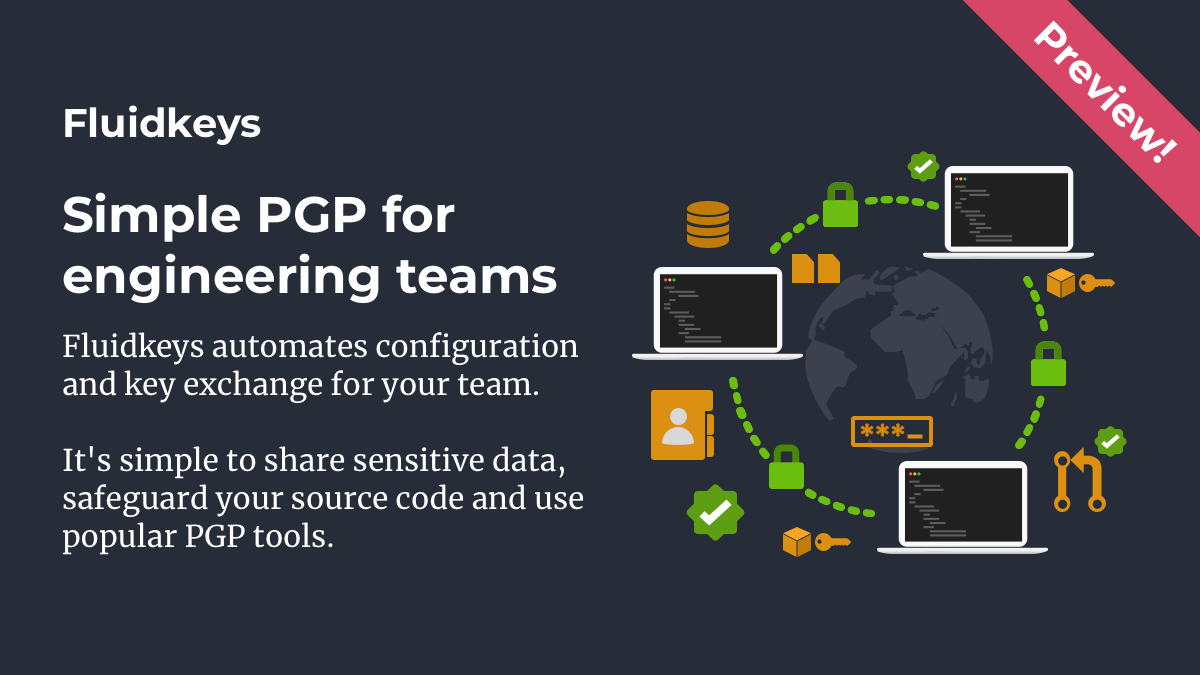 Preview!
Fluidkeys
Simple PGP for
engineering teams
Fluidkeys automates configuration
and key exchange for your team.
It's simple to share sensitive data,
safeguard your source code and use
popular PGP tools.
***_